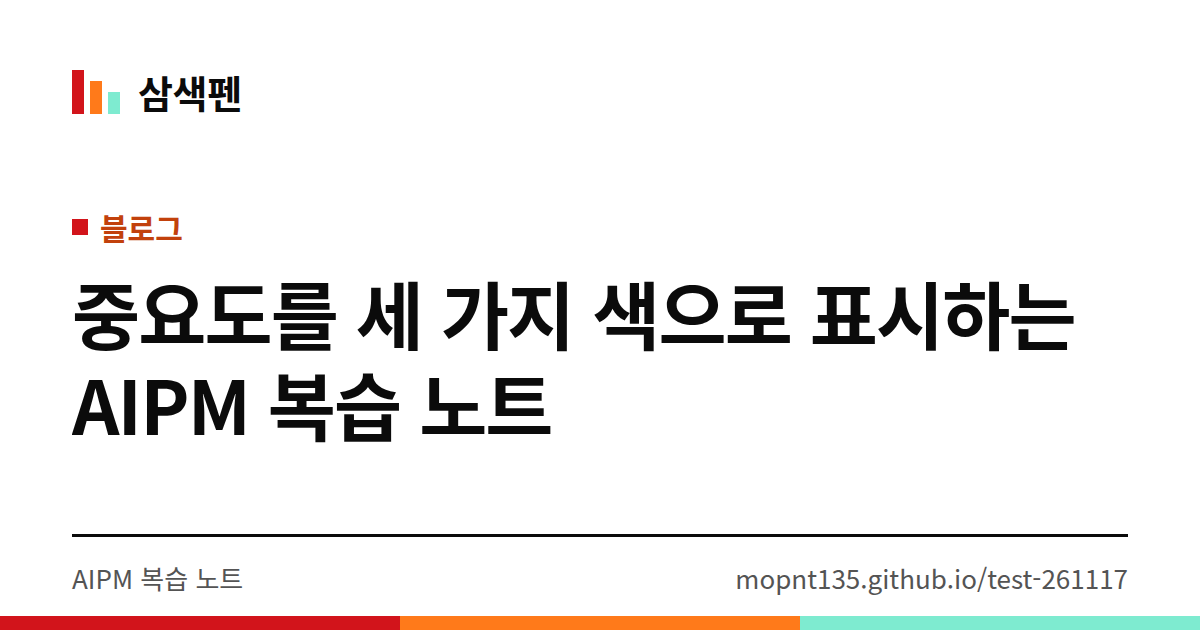 삼색펜
블로그
중요도를 세 가지 색으로 표시하는
AIPM 복습 노트
AIPM 복습 노트
mopnt135.github.io/test-261117